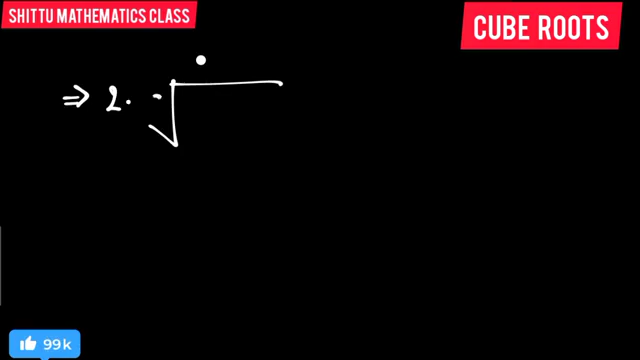 SHITTU MATHEMATICS CLASS
CUBE ROOTS
⇒ 2. √
99k